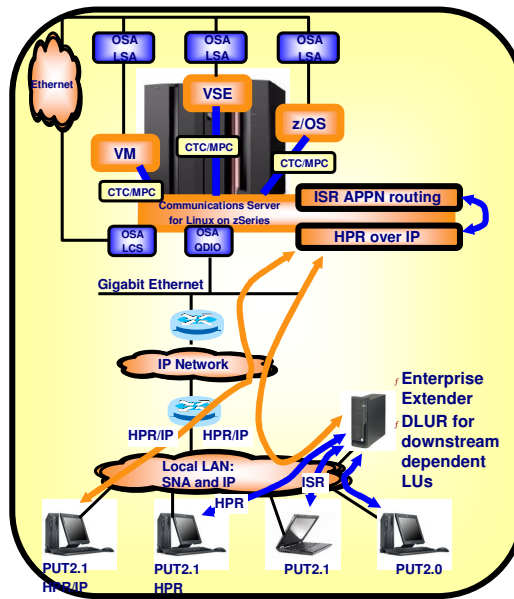 OSA
LSA
OSA
LSA
OSA
LSA
Ethernet
VSE
z/OS
VM
CTC/MPC
CTC/MPC
CTC/MPC
Communications Server
for Linux on zSeries
ISR APPN routing
HPR over IP
OSA
LCS
OSA
QDIO
Gigabit Ethernet
IP Network
HPR/IP
HPR/IP
ƒ Enterprise
Extender
ƒ DLUR for
downstream
dependent
LUs
Local LAN:
SNA and IP
ISR
HPR
PUT2.1
HPR/IP
PUT2.1
HPR
PUT2.1
PUT2.0